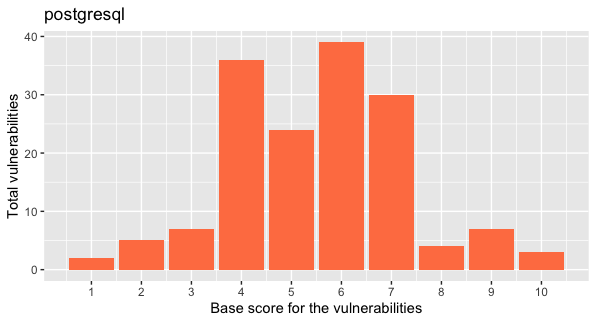 postgresql
Total vulnerabilities
40
30
20
10
0
1 2 3 4 5 6 7 8 9 10
Base score for the vulnerabilities